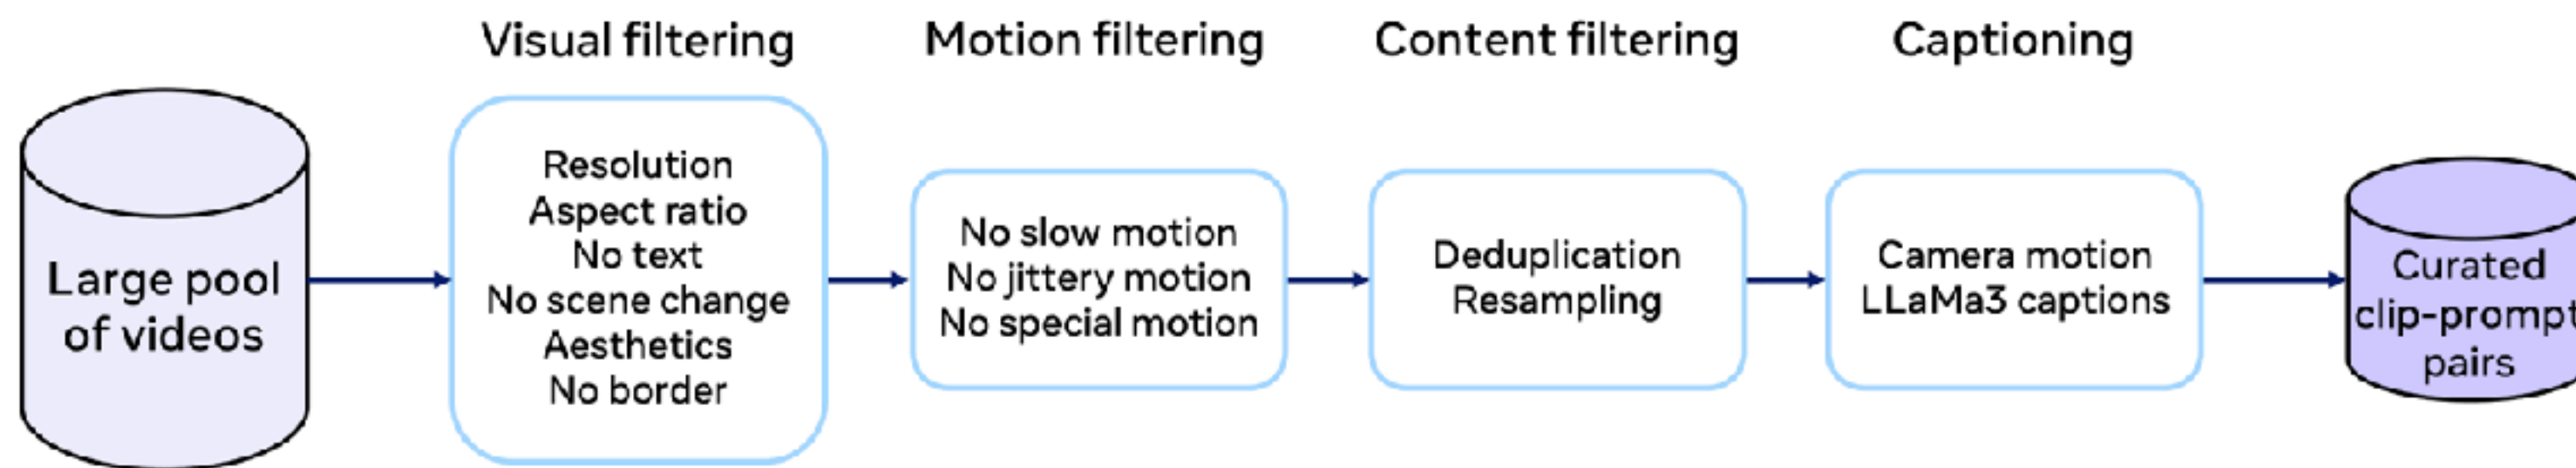 Visual filtering
Motion filtering
Content filtering
Captioning
Large pool
of videos
Resolution
Aspect ratio
No text
No scene change
Aesthetics
No border
No slow motion
No jittery motion
No special motion
Deduplication
Resampling
Camera motion
LLaMa3 captions
Curated
clip-prompt
pairs